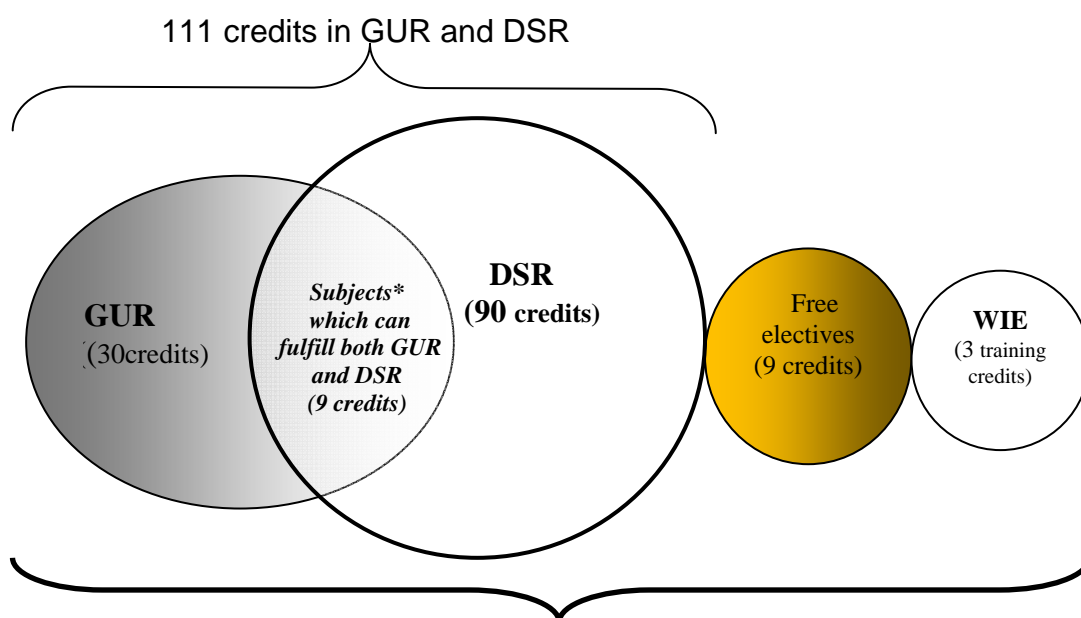 111 credits in GUR and DSR
GUR
(30credits)
Subjects*
which can
fulfill both GUR
and DSR
(9 credits)
DSR
(90 credits)
Free
electives
(9 credits)
WIE
(3 training
credits)